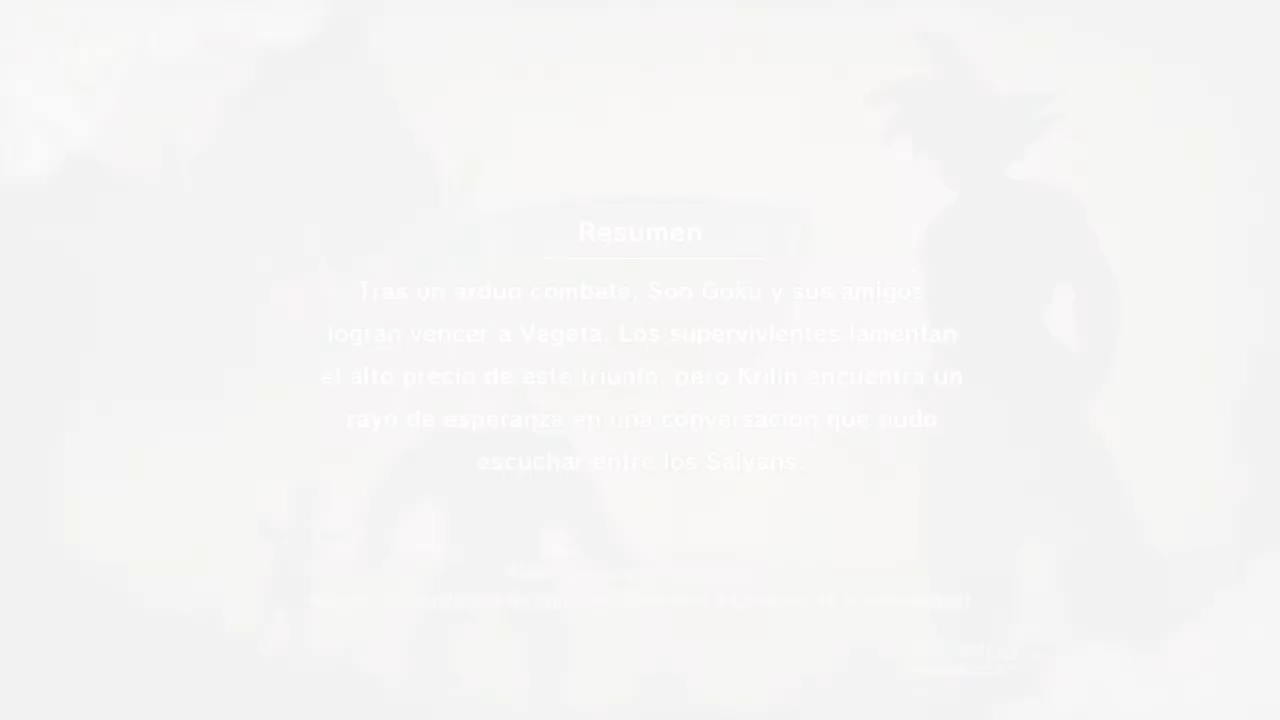 Resumen
Tras un arduo combate, Son Goku y sus amigos
logran vencer a Vegeta. Los supervivientes lamentan
el alto precio de este triunfo, pero Krilin encuentra un
rayo de esperanza en una conversación que pudo
escuchar entre los Saiyans.